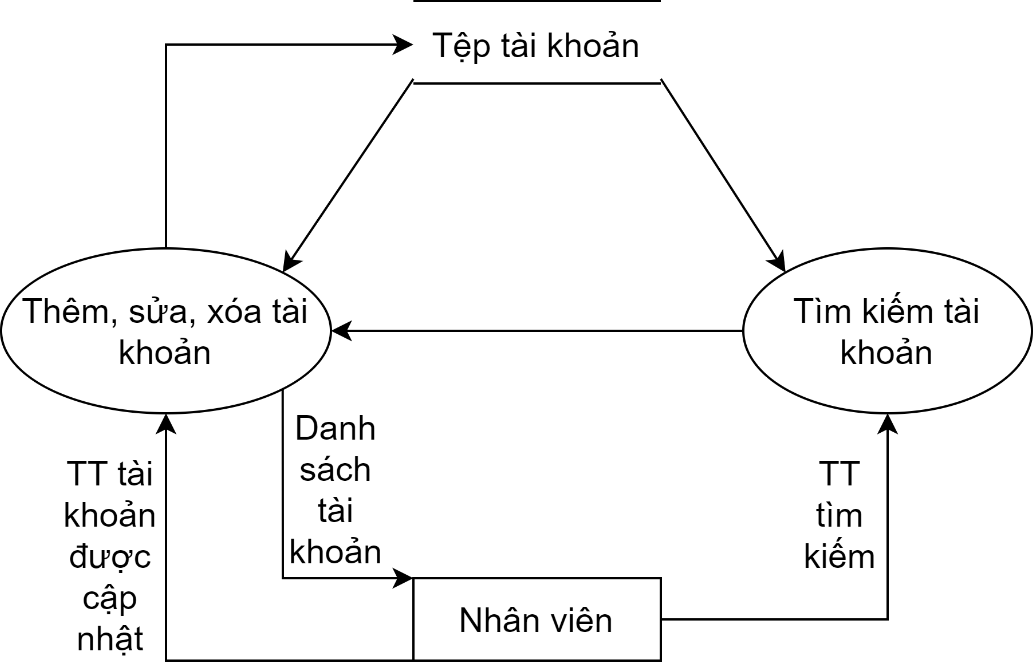 Tệp tài khoản
Thêm, sửa, xóa tài
khoản
Tìm kiếm tài
khoản
Danh
sách
tài
khoản
TT tài
khoản
được
cập
nhật
TT
tìm
kiếm
Nhân viên